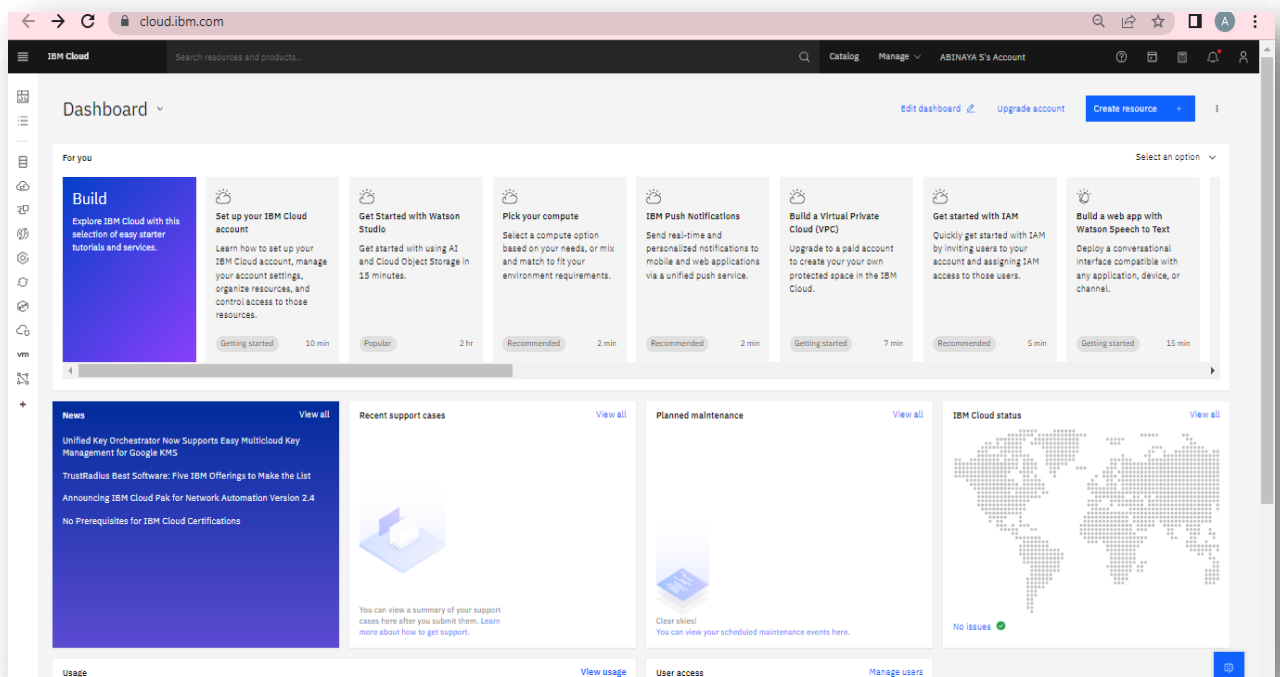 cloud.ibm.com
A
IBM Cloud
Search resources and products...
Catalog
Manage
ABINAYA S's Account
Dashboard
Edit dashboard
Upgrade account
Create resource +
For you
Select an option
Build
Explore IBM Cloud with this
selection of easy starter
tutorials and services.
Set up your IBM Cloud
account
Learn how to set up your
IBM Cloud account, manage
your account settings,
organize resources, and
control access to those
resources.
Getting started
10 min
Get Started with Watson
Studio
Get started with using AI
and Cloud Object Storage in
15 minutes.
Popular
2 hr
Pick your compute
Select a compute option
based on your needs, or mix
and match to fit your
environment requirements.
Recommended
2 min
IBM Push Notifications
Send real-time and
personalized notifications to
mobile and web applications
via a unified push service.
Recommended
2 min
Build a Virtual Private
Cloud (VPC)
Upgrade to a paid account
to create your your own
protected space in the IBM
Cloud.
Getting started
7 min
Get started with IAM
Quickly get started with IAM
by inviting users to your
account and assigning IAM
access to those users.
Recommended
5 min
Build a web app with
Watson Speech to Text
Deploy a conversational
interface compatible with
any application, device, or
channel.
Getting started
15 min
vm
News
View all
Unified Key Orchestrator Now Supports Easy Multicloud Key
Management for Google KMS
TrustRadius Best Software: Five IBM Offerings to Make the List
Announcing IBM Cloud Pak for Network Automation Version 2.4
No Prerequisites for IBM Cloud Certifications
Recent support cases
View all
You can view a summary of your support
cases here after you submit them. Learn
more about how to get support.
Planned maintenance
View all
Clear skies!
You can view your scheduled maintenance events here.
IBM Cloud status
View all
No issues
Usage
View usage
User access
Manage users